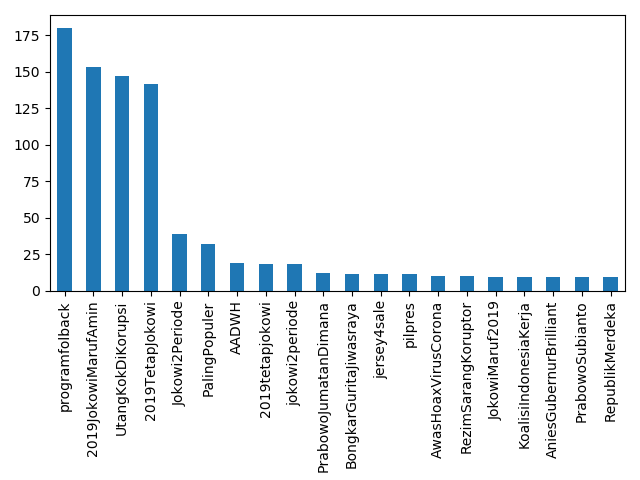 175
150
125
100
75
50
25
0
programfolback
2019JokowiMarufAmin
UtangKokDiKorupsi
2019TetapJokowi
Jokowi2Periode
PalingPopuler
AADWH
2019tetapjokowi
jokowi2periode
PrabowoJumatanDimana
BongkarGuritaJiwasraya
jersey4sale
pilpres
AwasHoaxVirusCorona
RezimSarangKoruptor
JokowiMaruf2019
KoalisiIndonesiaKerja
AniesGubernurBrilliant
PrabowoSubianto
RepublikMerdeka